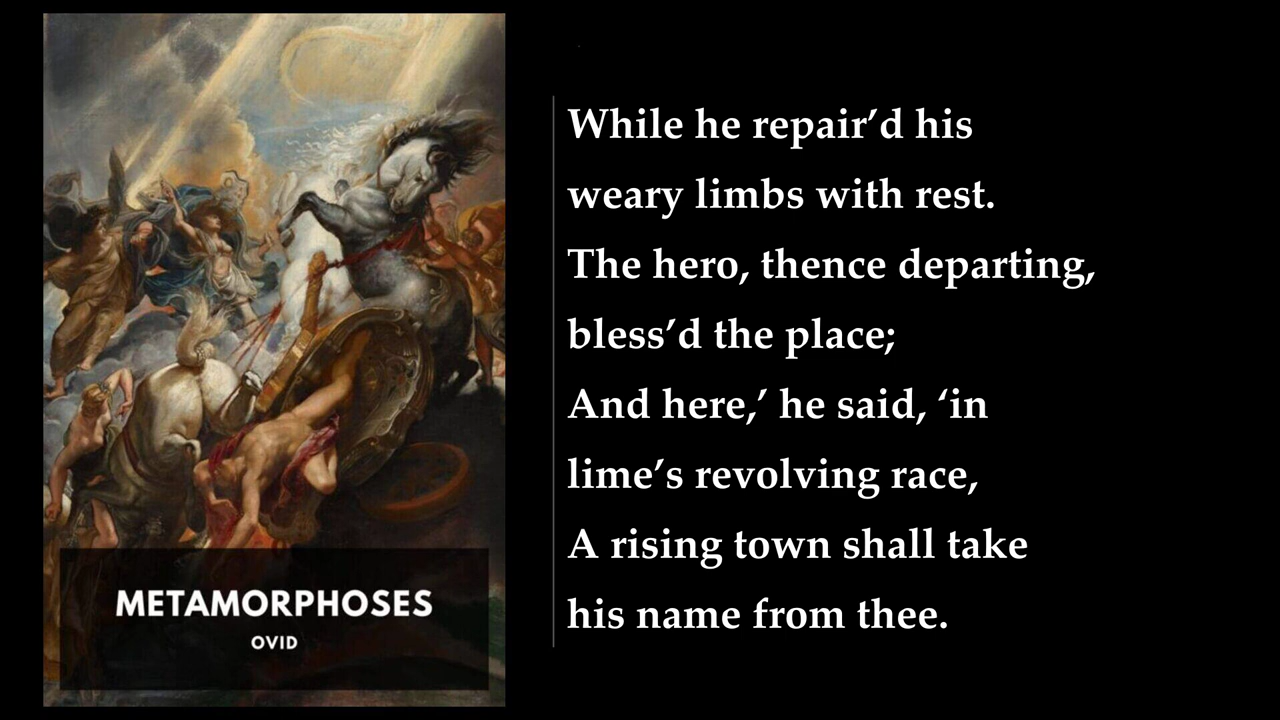 METAMORPHOSES
OVID
While he repair’d his
weary limbs with rest.
The hero, thence departing,
bless’d the place;
And here,’ he said, ‘in
lime’s revolving race,
A rising town shall take
his name from thee.